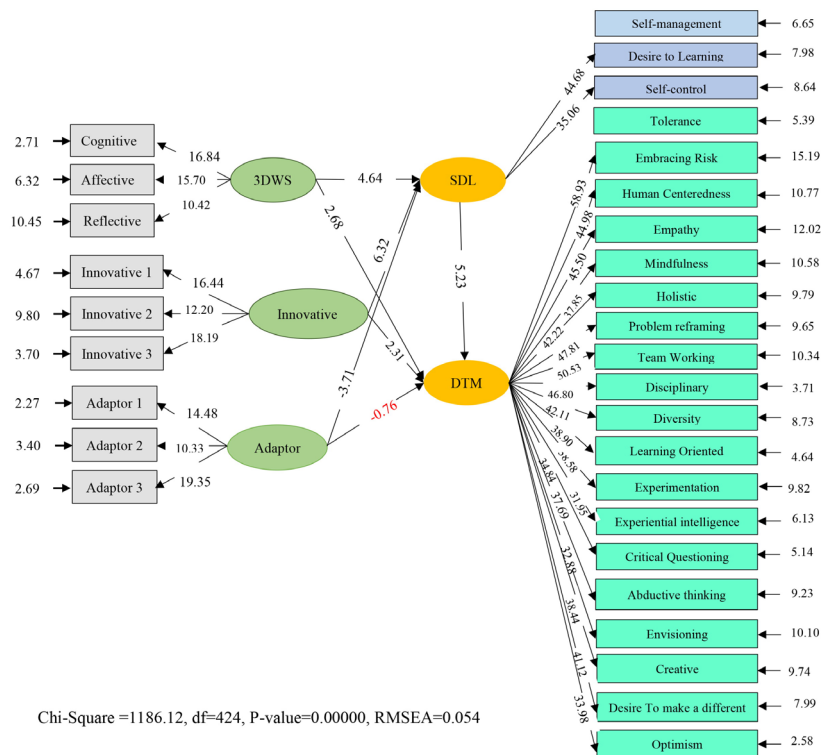 Self-management
6.65
Desire to Learning
7.98
Self-control
8.64
Tolerance
5.39
Embracing Risk
15.19
Human Centeredness
10.77
Empathy
12.02
Mindfulness
10.58
Holistic
9.79
Problem reframing
9.65
Team Working
10.34
Disciplinary
3.71
Diversity
8.73
Learning Oriented
4.64
Experimentation
9.82
Experiential intelligence
6.13
Critical Questioning
5.14
Abductive thinking
9.23
Envisioning
10.10
Creative
9.74
Desire To make a different
7.99
Optimism
2.58
44.68
35.06
58.93
44.98
45.50
37.85
42.22
47.81
50.53
46.80
42.11
38.90
38.58
31.95
34.84
37.69
32.88
38.44
41.12
33.98
SDL
DTM
5.23
4.64
2.68
6.32
2.31
-3.71
-0.76
3DWS
Innovative
Adaptor
16.84
15.70
10.42
16.44
12.20
18.19
14.48
10.33
19.35
2.71
Cognitive
6.32
Affective
10.45
Reflective
4.67
Innovative 1
9.80
Innovative 2
3.70
Innovative 3
2.27
Adaptor 1
3.40
Adaptor 2
2.69
Adaptor 3
Chi-Square =1186.12, df=424, P-value=0.00000, RMSEA=0.054